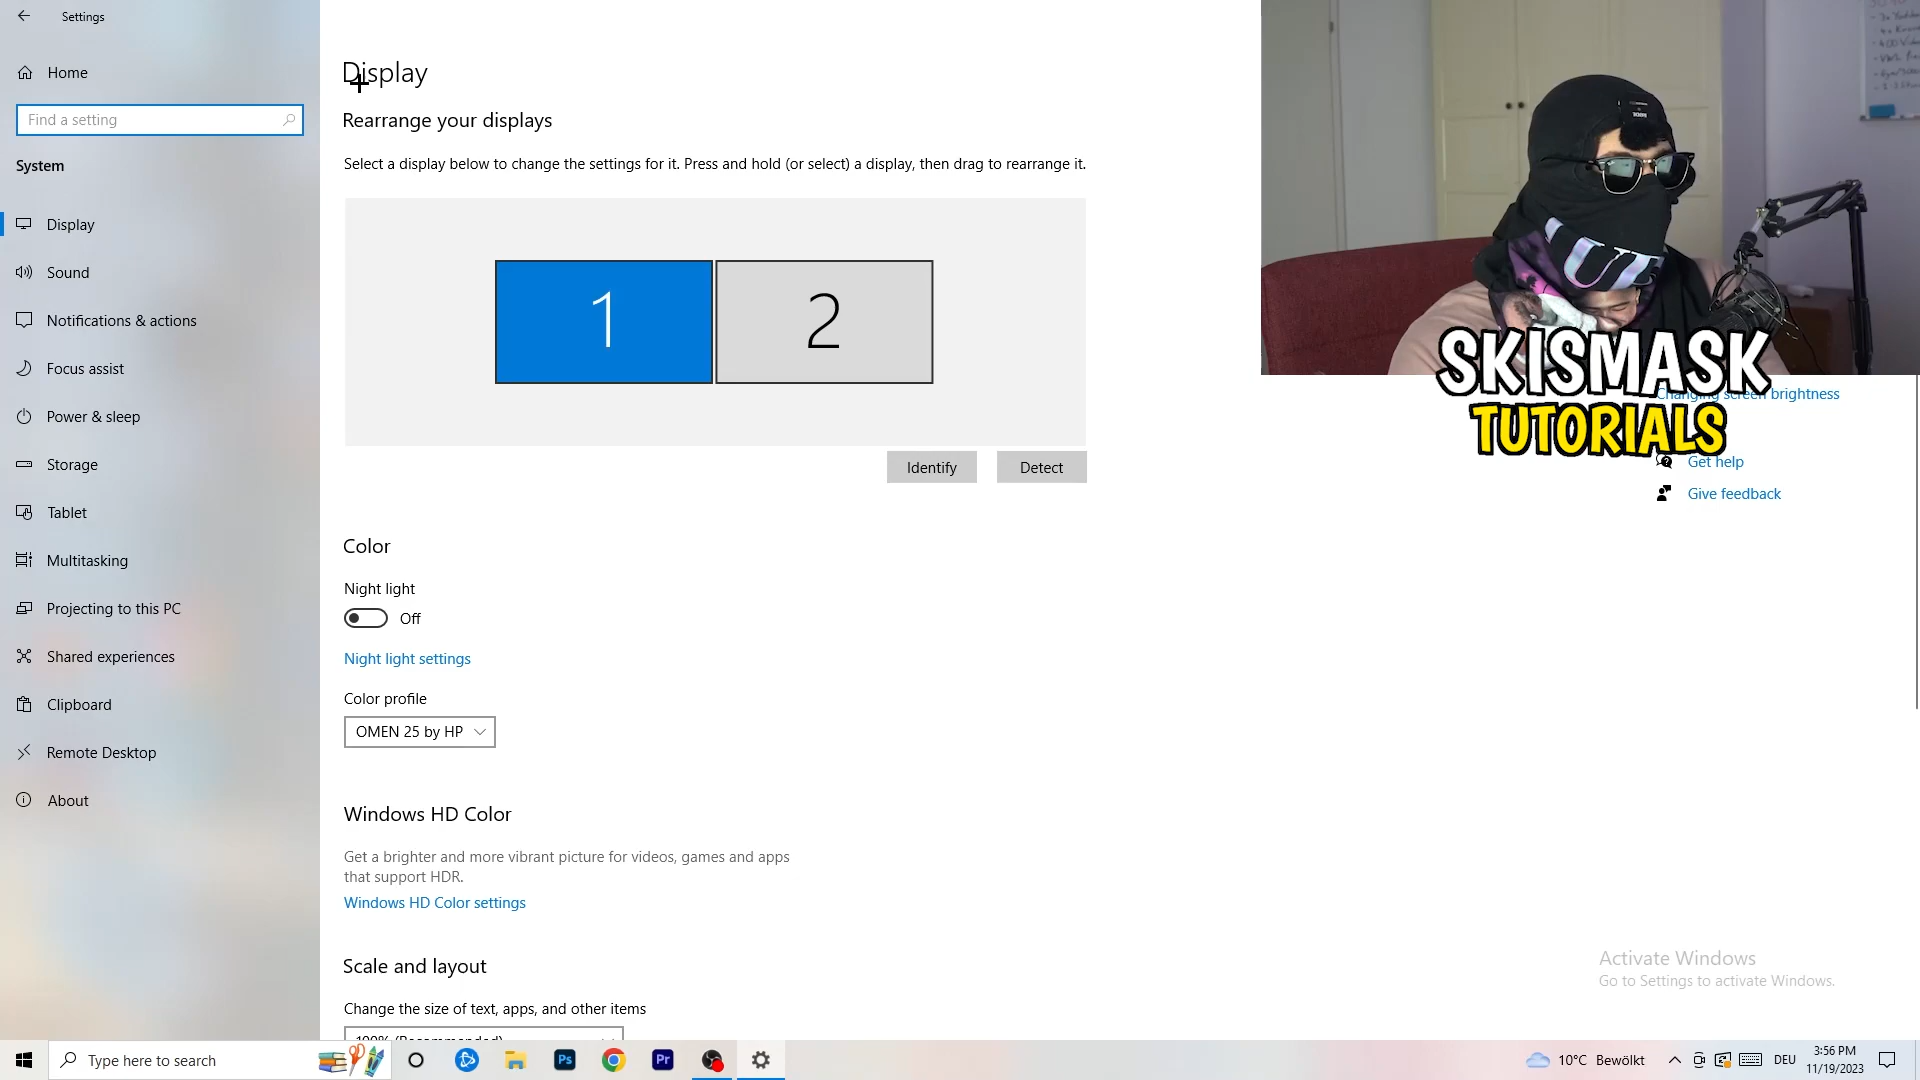 Settings
Home
Find a setting
System
Display
Sound
Notifications & actions
Focus assist
Power & sleep
Storage
Tablet
Multitasking
Projecting to this PC
Shared experiences
Clipboard
Remote Desktop
About
Display
Rearrange your displays
Select a display below to change the settings for it. Press and hold (or select) a display, then drag to rearrange it.
1
2
Identify
Detect
Color
Night light
Off
Night light settings
Color profile
OMEN 25 by HP
Windows HD Color
Get a brighter and more vibrant picture for videos, games and apps
that support HDR.
Windows HD Color settings
Scale and layout
Change the size of text, apps, and other items
100% (Recommended)
SKISMASK
TUTORIALS
Changing screen brightness
Get help
Give feedback
Activate Windows
Go to Settings to activate Windows.
Type here to search
Ps
Pr
10°C Bewölkt
DEU
3:56 PM
11/19/2023